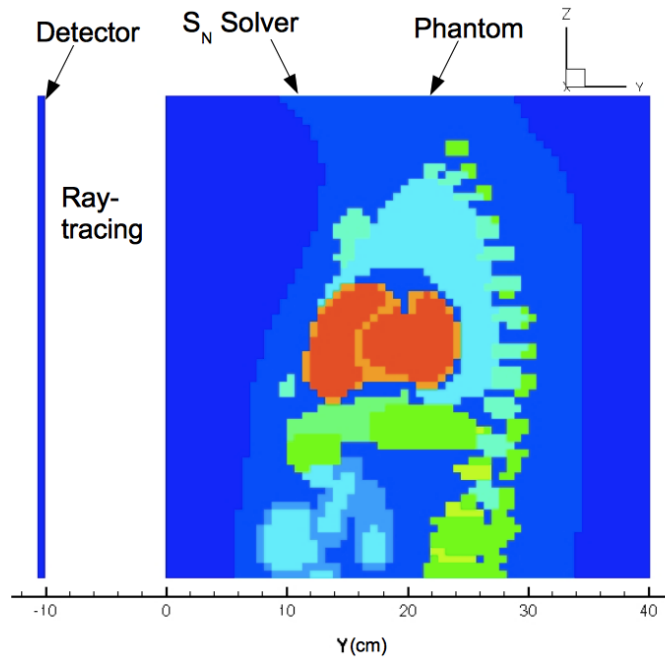 Detector
S_N Solver
Phantom
Z
X
Y
Ray-
tracing
-10
0
10
20
30
40
Y(cm)